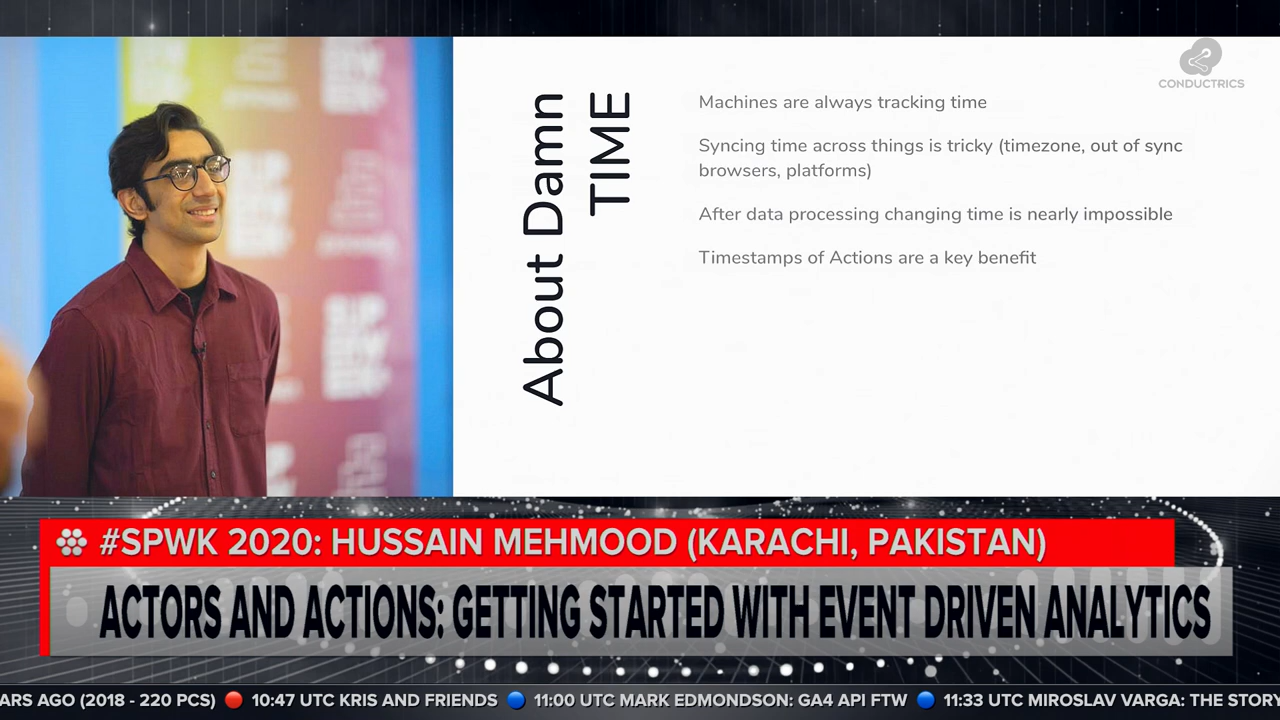 CONDUCTRICS
About Damn
TIME
Machines are always tracking time
Syncing time across things is tricky (timezone, out of sync
browsers, platforms)
After data processing changing time is nearly impossible
Timestamps of Actions are a key benefit
#SPWK 2020: HUSSAIN MEHMOOD (KARACHI, PAKISTAN)
ACTORS AND ACTIONS: GETTING STARTED WITH EVENT DRIVEN ANALYTICS
ARS AGO (2018 - 220 PCS) 🔴 10:47 UTC KRIS AND FRIENDS 🔵 11:00 UTC MARK EDMONDSON: GA4 API FTW 🔵 11:33 UTC MIROSLAV VARGA: THE STORY